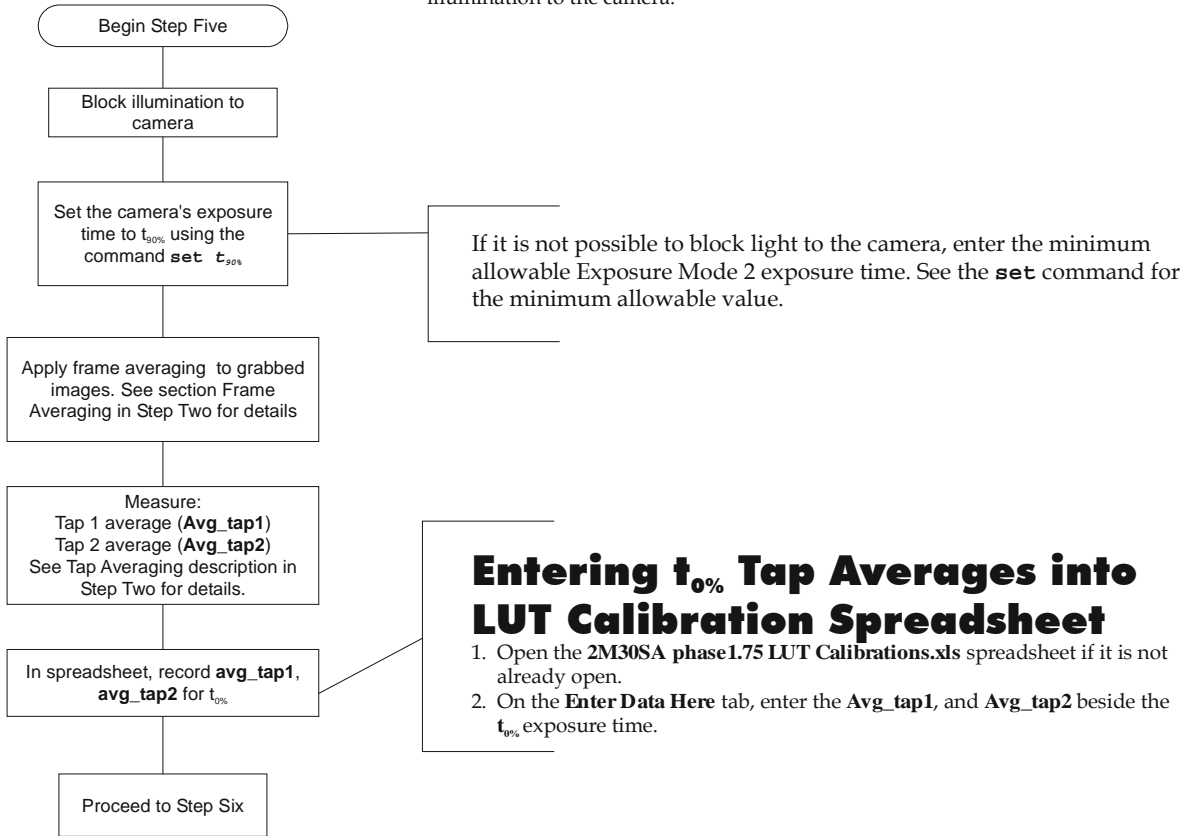 illumination to the camera.
Begin Step Five
Block illumination to
camera
Set the camera's exposure
time to t90% using the
command set t90%
If it is not possible to block light to the camera, enter the minimum
allowable Exposure Mode 2 exposure time. See the set command for
the minimum allowable value.
Apply frame averaging to grabbed
images. See section Frame
Averaging in Step Two for details
Measure:
Tap 1 average (Avg_tap1)
Tap 2 average (Avg_tap2)
See Tap Averaging description in
Step Two for details.
In spreadsheet, record avg_tap1,
avg_tap2 for t0%
Entering t0% Tap Averages into
LUT Calibration Spreadsheet
1. Open the 2M30SA phase1.75 LUT Calibrations.xls spreadsheet if it is not
already open.
2. On the Enter Data Here tab, enter the Avg_tap1, and Avg_tap2 beside the
t0% exposure time.
Proceed to Step Six